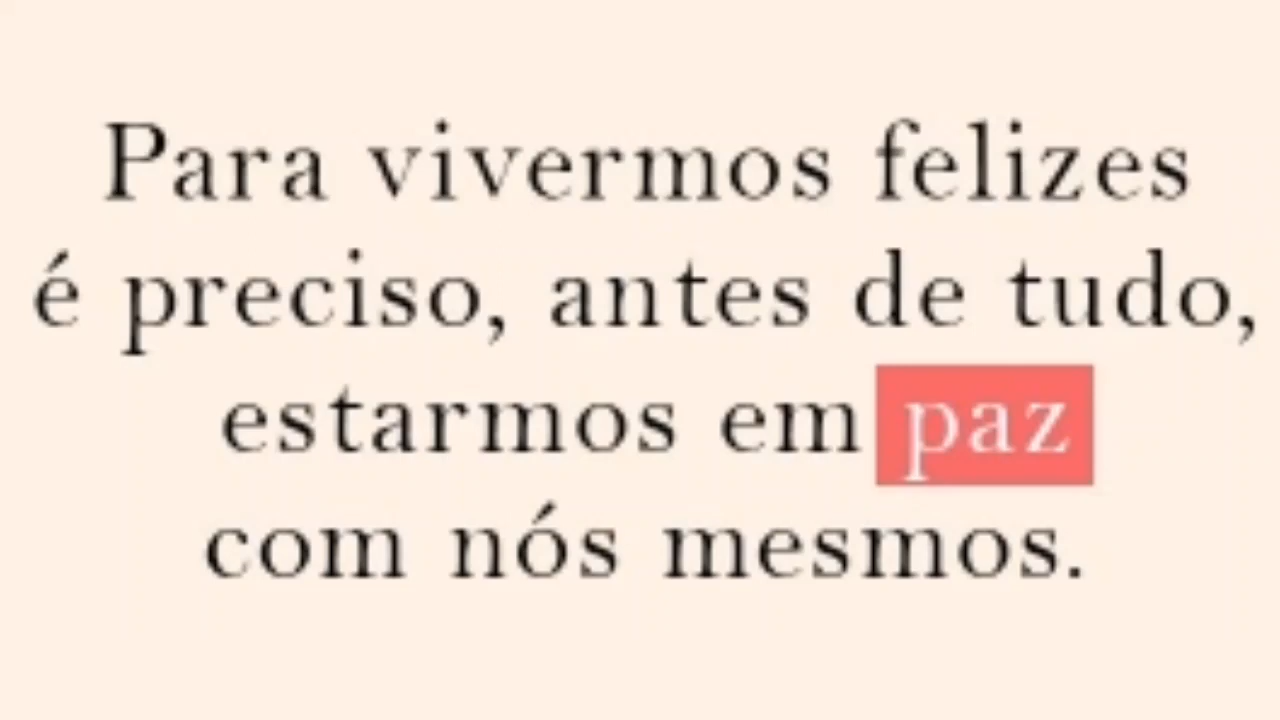 Para vivermos felizes
é preciso, antes de tudo,
estarmos em paz
com nós mesmos.